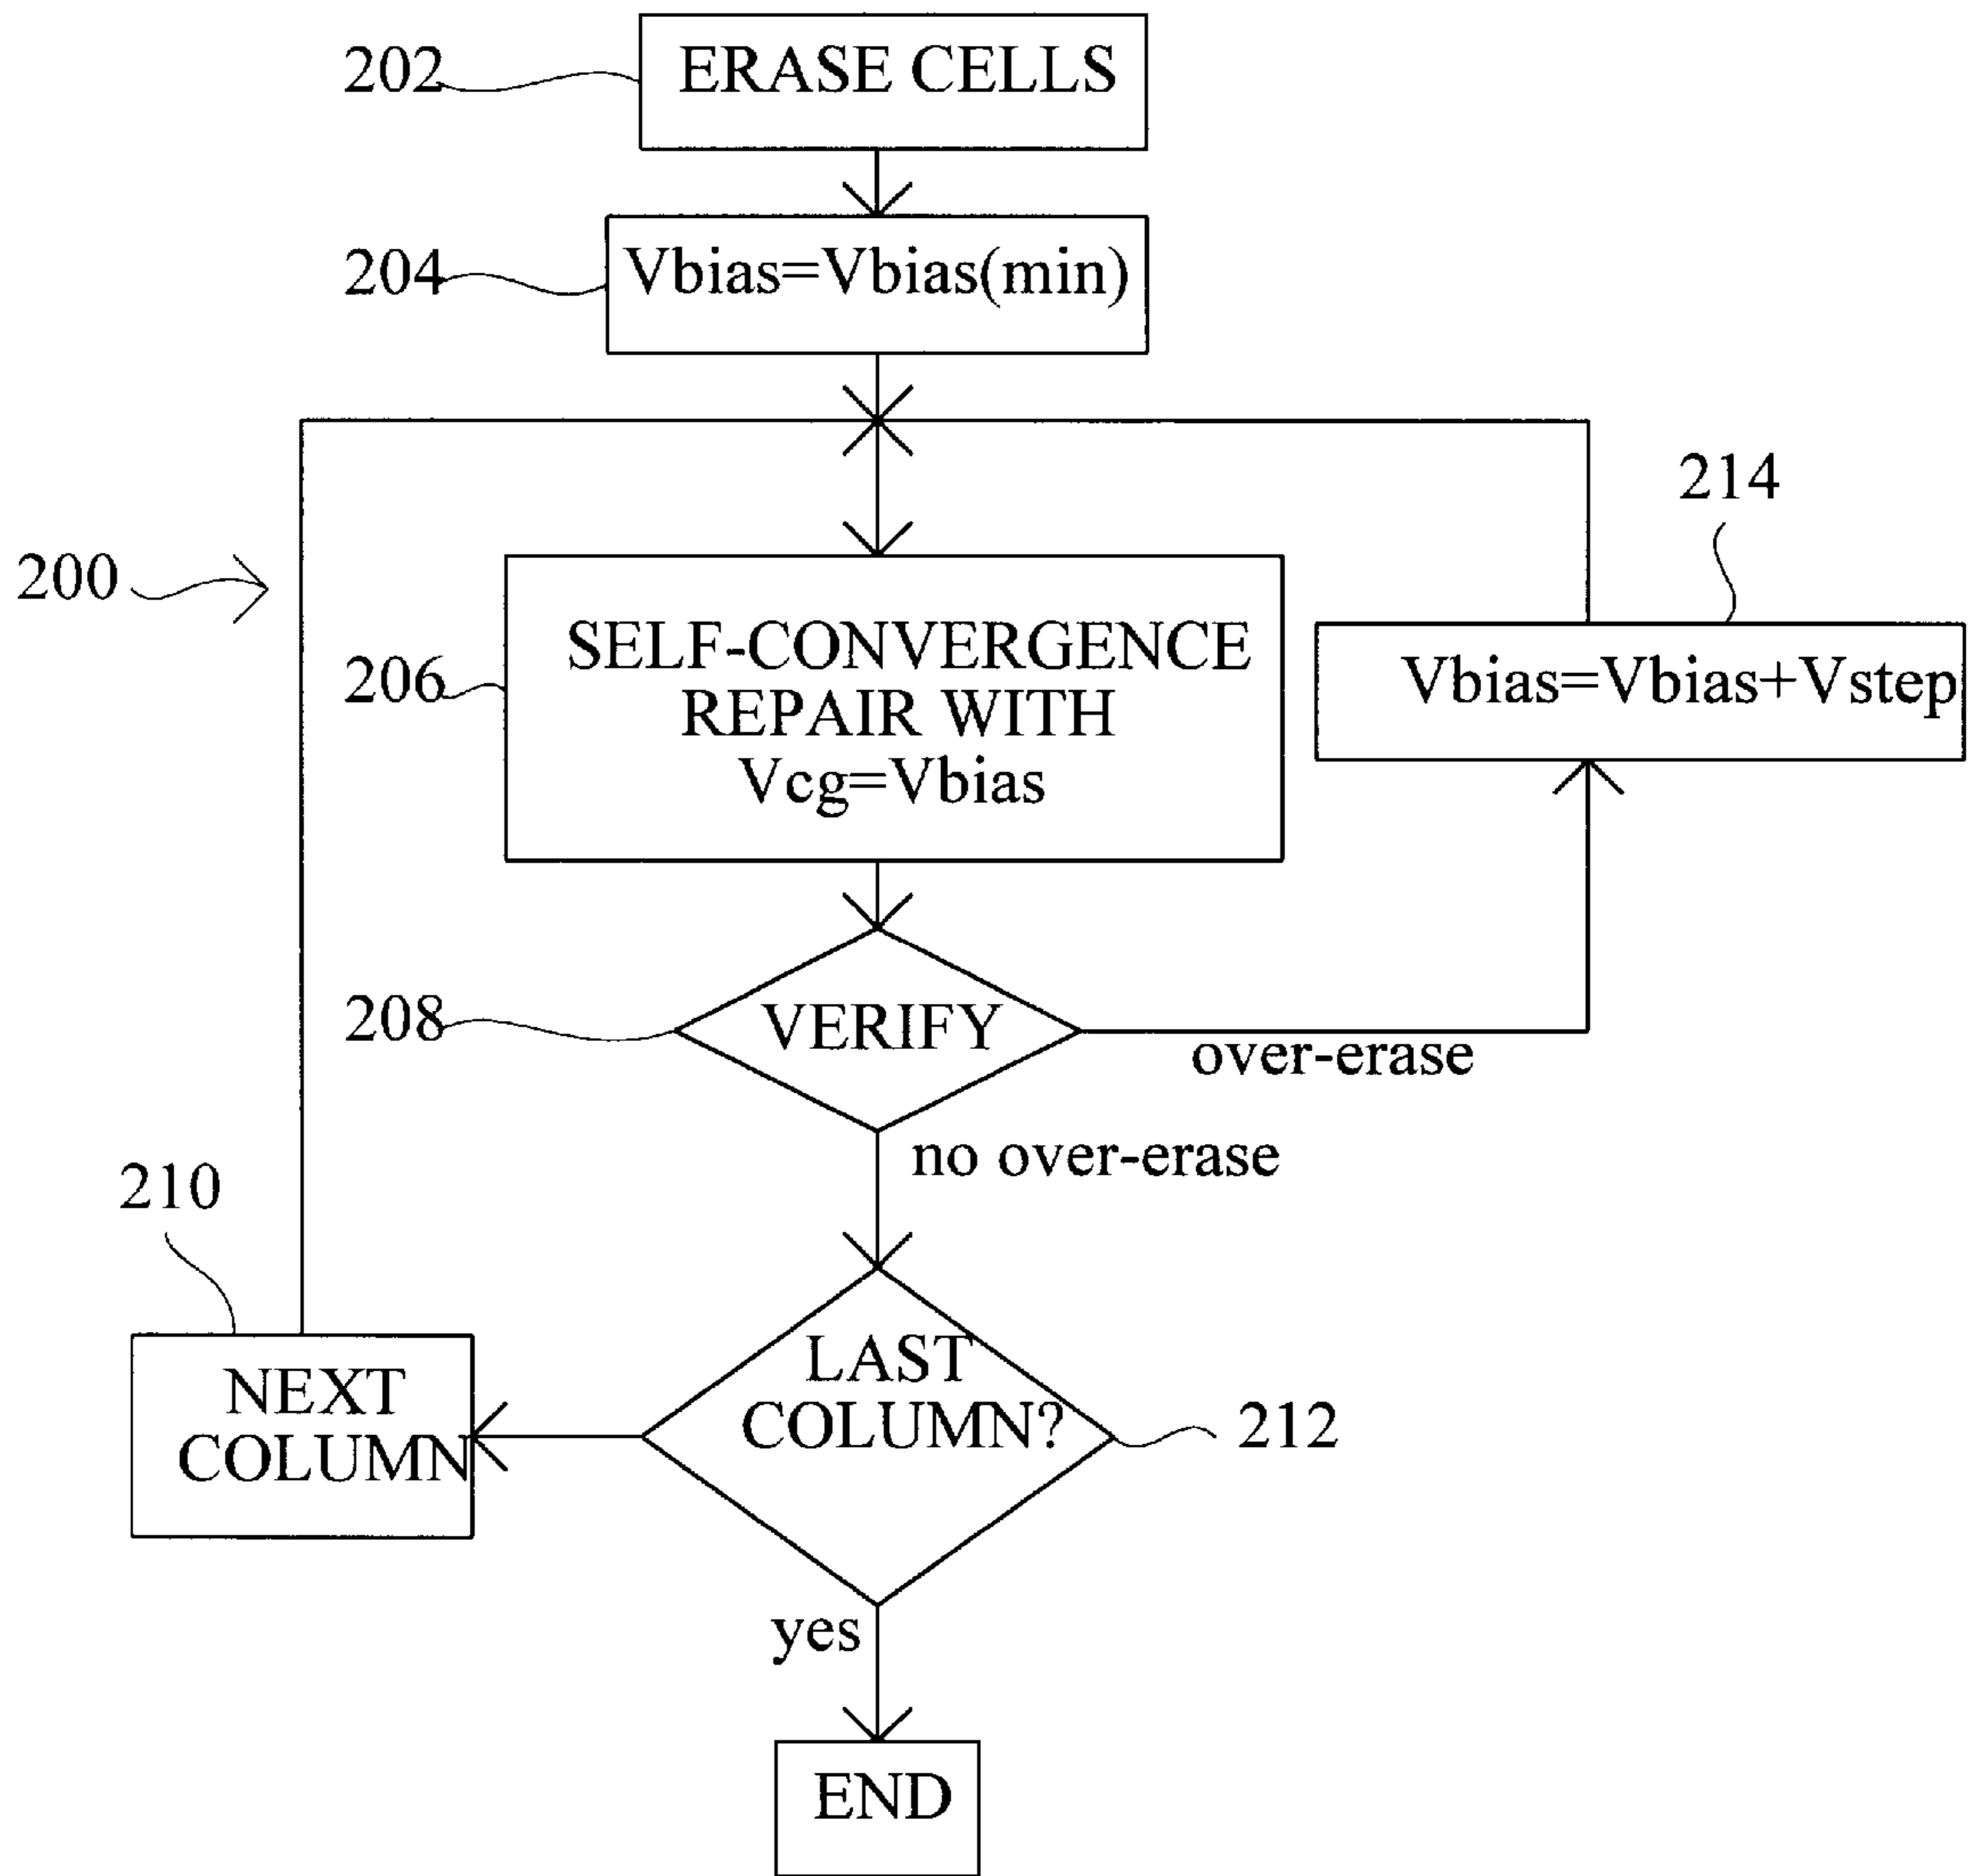 202
ERASE CELLS
204
Vbias=Vbias(min)
214
200
206
SELF-CONVERGENCE
REPAIR WITH
Vcg=Vbias
Vbias=Vbias+Vstep
208
VERIFY
over-erase
no over-erase
210
LAST
COLUMN?
212
NEXT
COLUMN
yes
END